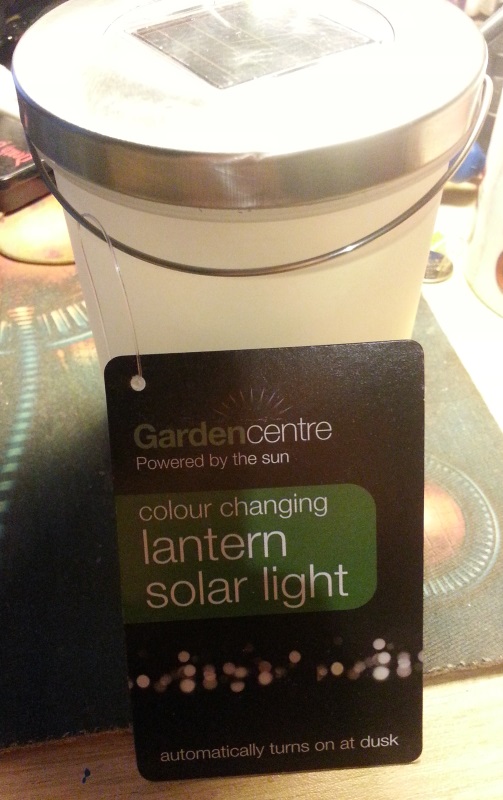 Gardencentre
Powered by the sun
colour changing
lantern
solar light
automatically turns on at dusk